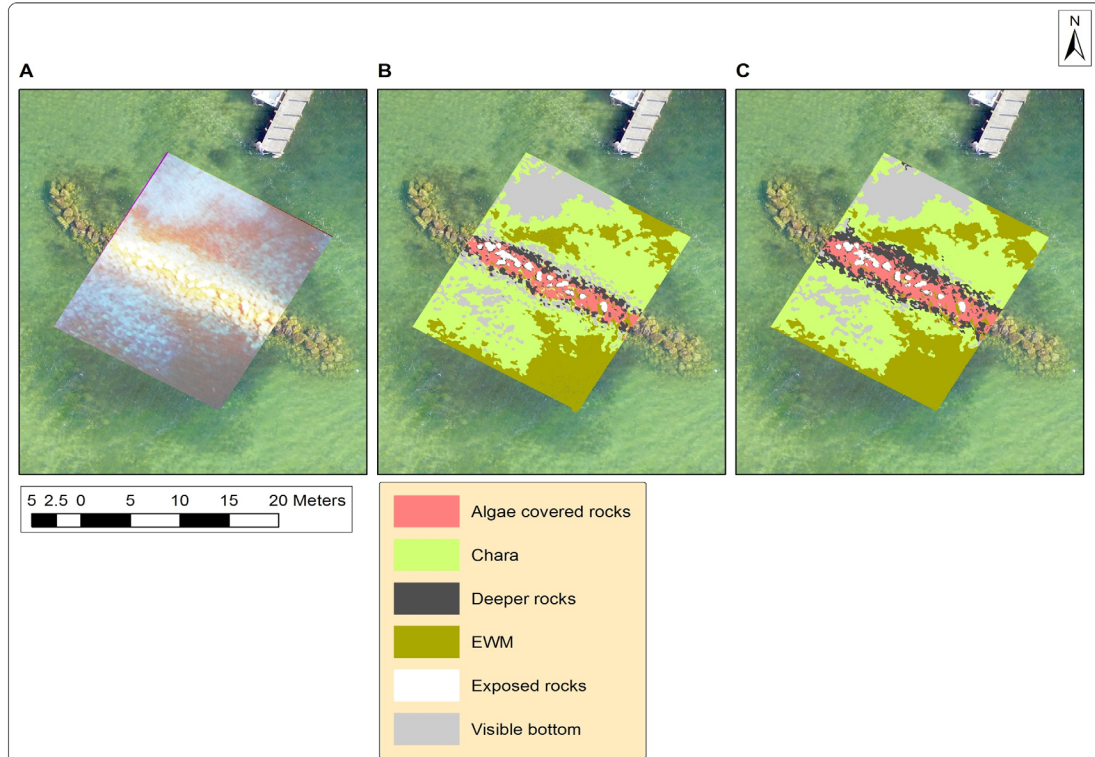 N
A
B
C
5 2.5 0 5 10 15 20 Meters
Algae covered rocks
Chara
Deeper rocks
EWM
Exposed rocks
Visible bottom